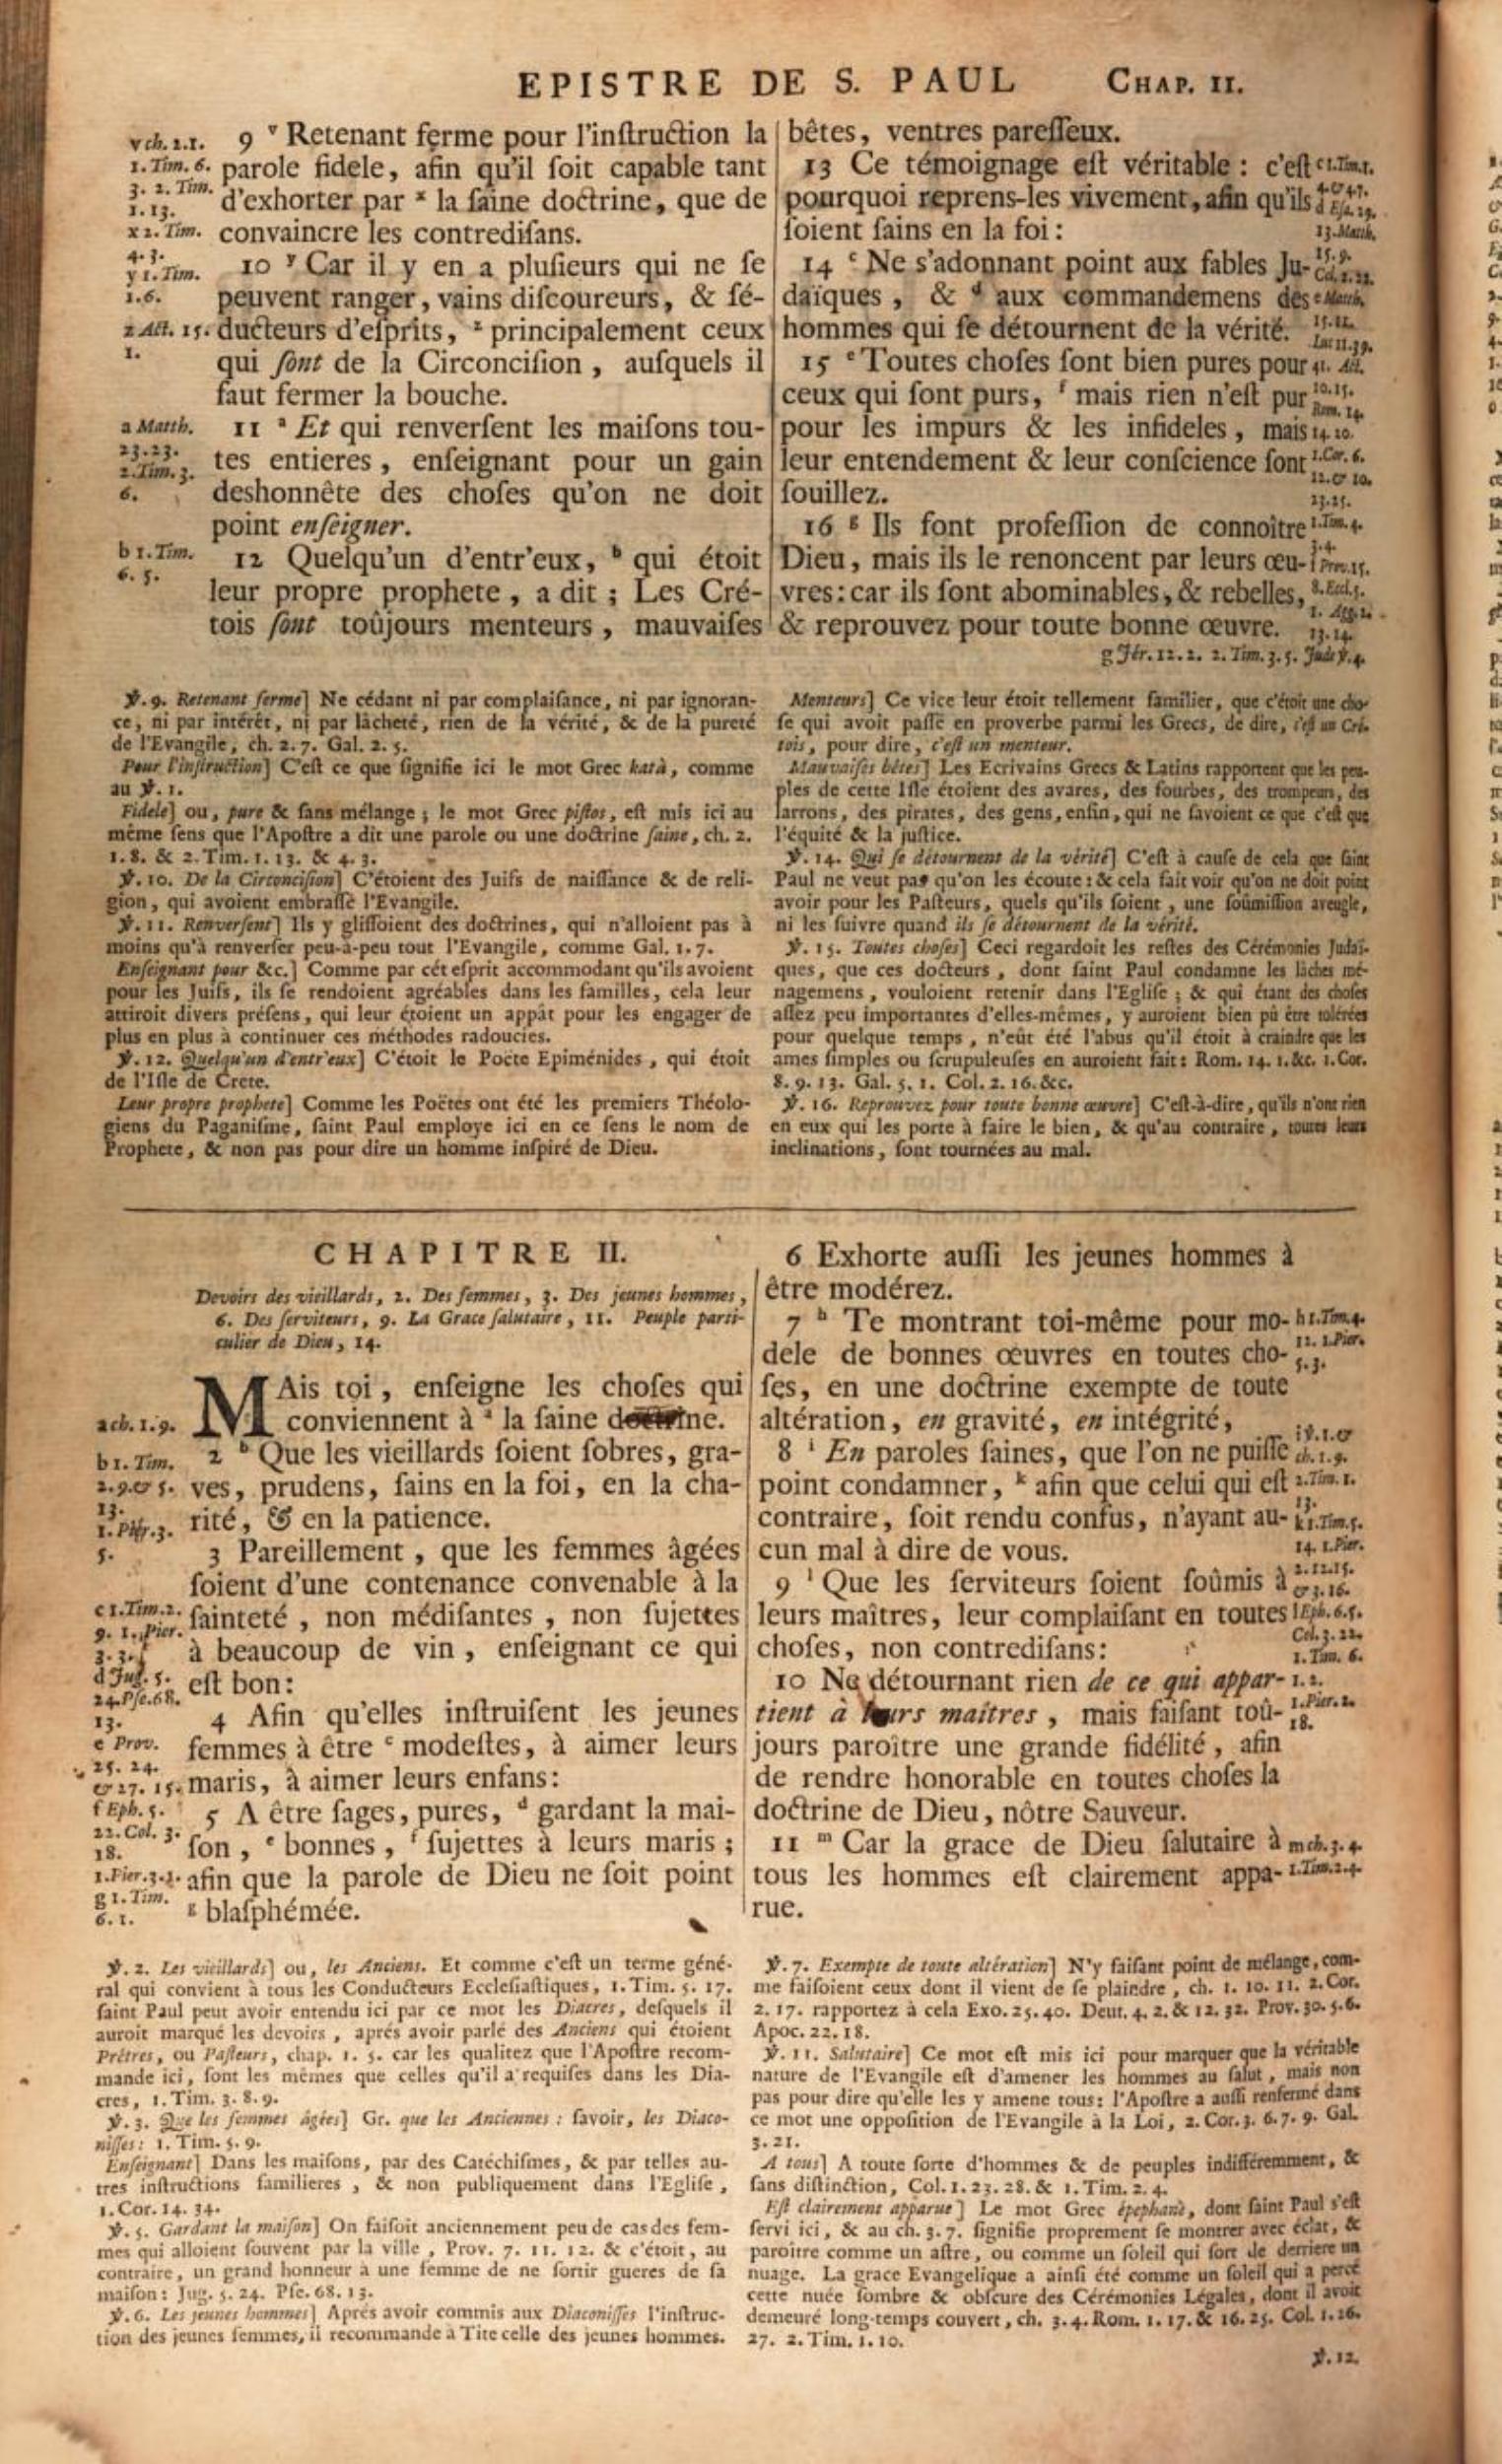 EPISTRE DE S. PAUL CHAP. II.
9 ᵛ Retenant ferme pour l'inſtruction la
parole fidele, afin qu'il ſoit capable tant
d'exhorter par ˣ la ſaine doctrine, que de
convaincre les contrediſans.
10 ʸ Car il y en a pluſieurs qui ne ſe
peuvent ranger, vains diſcoureurs, & ſé-
ducteurs d'eſprits, ᶻ principalement ceux
qui ſont de la Circonciſion, auſquels il
faut fermer la bouche.
11 ᵃ Et qui renverſent les maiſons tou-
tes entieres, enſeignant pour un gain
deshonnête des choſes qu'on ne doit
point enſeigner.
12 Quelqu'un d'entr'eux, ᵇ qui étoit
leur propre prophete, a dit; Les Cré-
tois ſont toûjours menteurs, mauvaiſes
v ch. 2.1.
1. Tim. 6.
3. 2. Tim.
1. 13.
x 2. Tim.
4. 3.
y 1. Tim.
1. 6.
z Act. 15.
1.
a Matth.
23. 23.
2. Tim. 3.
6.
b 1. Tim.
6. 5.
bêtes, ventres pareſſeux.
13 Ce témoignage eſt véritable: c'eſt
pourquoi reprens-les vivement, afin qu'ils
ſoient ſains en la foi:
14 ᶜ Ne s'adonnant point aux fables Ju-
daïques, & ᵈ aux commandemens des
hommes qui ſe détournent de la vérité.
15 ᵉ Toutes choſes ſont bien pures pour
ceux qui ſont purs, ᶠ mais rien n'eſt pur
pour les impurs & les infideles, mais
leur entendement & leur conſcience ſont
ſouillez.
16 ᵍ Ils font profeſſion de connoître
Dieu, mais ils le renoncent par leurs œu-
vres: car ils ſont abominables, & rebelles,
& reprouvez pour toute bonne œuvre.
c 1. Tim. 1.
4. & 4. 7.
d Eſa. 29.
13. Matth.
15. 9.
Col. 2. 22.
e Matth.
15. 11.
Luc 11. 39.
41. Act.
10. 15.
Rom. 14.
14. 20.
1. Cor. 6.
12. & 10.
23. 25.
1. Tim. 4.
3. 4
f Prov. 15.
8. Eccl. 5.
1. Agg. 2.
13. 14.
g Jér. 12. 2. 2. Tim. 3. 5. Jude ℣. 4.
℣. 9. Retenant ferme] Ne cédant ni par complaiſance, ni par ignoran-
ce, ni par intérêt, ni par lâcheté, rien de la vérité, & de la pureté
de l'Evangile, ch. 2. 7. Gal. 2. 5.
Pour l'inſtruction] C'eſt ce que ſignifie ici le mot Grec katà, comme
au ℣. 1.
Fidele] ou, pure & ſans mélange; le mot Grec piſtos, eſt mis ici au
même ſens que l'Apoſtre a dit une parole ou une doctrine ſaine, ch. 2.
1. 8. & 2. Tim. 1. 13. & 4. 3.
℣. 10. De la Circonciſion] C'étoient des Juifs de naiſſance & de reli-
gion, qui avoient embraſſé l'Evangile.
℣. 11. Renverſent] Ils y gliſſoient des doctrines, qui n'alloient pas à
moins qu'à renverſer peu-à-peu tout l'Evangile, comme Gal. 1. 7.
Enſeignant pour &c.] Comme par cét eſprit accommodant qu'ils avoient
pour les Juifs, ils ſe rendoient agréables dans les familles, cela leur
attiroit divers préſens, qui leur étoient un appât pour les engager de
plus en plus à continuer ces méthodes radoucies.
℣. 12. Quelqu'un d'entr'eux] C'étoit le Poëte Epiménides, qui étoit
de l'Iſle de Crete.
Leur propre prophete] Comme les Poëtes ont été les premiers Théolo-
giens du Paganiſme, ſaint Paul employe ici en ce ſens le nom de
Prophete, & non pas pour dire un homme inſpiré de Dieu.
Menteurs] Ce vice leur étoit tellement familier, que c'étoit une cho-
ſe qui avoit paſſé en proverbe parmi les Grecs, de dire, c'eſt un Cré-
tois, pour dire, c'eſt un menteur.
Mauvaiſes bêtes] Les Ecrivains Grecs & Latins rapportent que les peu-
ples de cette Iſle étoient des avares, des fourbes, des trompeurs, des
larrons, des pirates, des gens, enfin, qui ne ſavoient ce que c'eſt que
l'équité & la juſtice.
℣. 14. Qui ſe détournent de la vérité] C'eſt à cauſe de cela que ſaint
Paul ne veut pas qu'on les écoute: & cela fait voir qu'on ne doit point
avoir pour les Paſteurs, quels qu'ils ſoient, une ſoûmiſſion aveugle,
ni les ſuivre quand ils ſe détournent de la vérité.
℣. 15. Toutes choſes] Ceci regardoit les reſtes des Cérémonies Judaï-
ques, que ces docteurs, dont ſaint Paul condamne les lâches mé-
nagemens, vouloient retenir dans l'Egliſe; & qui étant des choſes
aſſez peu importantes d'elles-mêmes, y auroient bien pû être tolérées
pour quelque temps, n'eût été l'abus qu'il étoit à craindre que les
ames ſimples ou ſcrupuleuſes en auroient fait: Rom. 14. 1. &c. 1. Cor.
8. 9. 13. Gal. 5. 1. Col. 2. 16. &c.
℣. 16. Reprouvez pour toute bonne œuvre] C'eſt-à-dire, qu'ils n'ont rien
en eux qui les porte à faire le bien, & qu'au contraire, toutes leurs
inclinations, ſont tournées au mal.
CHAPITRE II.
Devoirs des vieillards, 2. Des femmes, 3. Des jeunes hommes,
6. Des ſerviteurs, 9. La Grace ſalutaire, 11. Peuple parti-
culier de Dieu, 14.
MAis toi, enſeigne les choſes qui
conviennent à ᵃ la ſaine doctrine.
2 ᵇ Que les vieillards ſoient ſobres, gra-
ves, prudens, ſains en la foi, en la cha-
rité, & en la patience.
3 Pareillement, que les femmes âgées
ſoient d'une contenance convenable à la
ſainteté, non médiſantes, non ſujettes
à beaucoup de vin, enſeignant ce qui
eſt bon:
4 Afin qu'elles inſtruiſent les jeunes
femmes à être ᶜ modeſtes, à aimer leurs
maris, à aimer leurs enfans:
5 A être ſages, pures, ᵈ gardant la mai-
ſon, ᵉ bonnes, ᶠ ſujettes à leurs maris;
afin que la parole de Dieu ne ſoit point
ᵍ blaſphémée.
a ch. 1. 9.
b 1. Tim.
2. 9. & 5.
13.
1. Pier. 3.
5.
c 1. Tim. 2.
9. 1. Pier.
3. 3.
d Jug. 5.
24. Pſe. 68.
13.
e Prov.
25. 24.
& 27. 15.
f Eph. 5.
22. Col. 3.
18.
1. Pier. 3. 1.
g 1. Tim.
6. 1.
6 Exhorte auſſi les jeunes hommes à
être modérez.
7 ʰ Te montrant toi-même pour mo-
dele de bonnes œuvres en toutes cho-
ſes, en une doctrine exempte de toute
altération, en gravité, en intégrité,
8 ⁱ En paroles ſaines, que l'on ne puiſſe
point condamner, ᵏ afin que celui qui eſt
contraire, ſoit rendu confus, n'ayant au-
cun mal à dire de vous.
9 ˡ Que les ſerviteurs ſoient ſoûmis à
leurs maîtres, leur complaiſant en toutes
choſes, non contrediſans:
10 Ne détournant rien de ce qui appar-
tient à leurs maîtres, mais faiſant toû-
jours paroître une grande fidélité, afin
de rendre honorable en toutes choſes la
doctrine de Dieu, nôtre Sauveur.
11 ᵐ Car la grace de Dieu ſalutaire à
tous les hommes eſt clairement appa-
rue.
h 1. Tim. 4.
12. 1. Pier.
5. 3.
i ℣. 1. &
ch. 1. 9.
2. Tim. 1.
13.
k 1. Tim. 5.
14. 1. Pier.
2. 12. 15.
& 3. 16.
l Eph. 6. 5.
Col. 3. 22.
1. Tim. 6.
1. 2.
1. Pier. 2.
18.
m ch. 3. 4.
1. Tim. 2. 4.
℣. 2. Les vieillards] ou, les Anciens. Et comme c'eſt un terme géné-
ral qui convient à tous les Conducteurs Eccleſiaſtiques, 1. Tim. 5. 17.
ſaint Paul peut avoir entendu ici par ce mot les Diacres, deſquels il
auroit marqué les devoirs, aprés avoir parlé des Anciens qui étoient
Prêtres, ou Paſteurs, chap. 1. 5. car les qualitez que l'Apoſtre recom-
mande ici, ſont les mêmes que celles qu'il a requiſes dans les Dia-
cres, 1. Tim. 3. 8. 9.
℣. 3. Que les femmes âgées] Gr. que les Anciennes: ſavoir, les Diaco-
niſſes: 1. Tim. 5. 9.
Enſeignant] Dans les maiſons, par des Catéchiſmes, & par telles au-
tres inſtructions familieres, & non publiquement dans l'Egliſe,
1. Cor. 14. 34.
℣. 5. Gardant la maiſon] On faiſoit anciennement peu de cas des fem-
mes qui alloient ſouvent par la ville, Prov. 7. 11. 12. & c'étoit, au
contraire, un grand honneur à une femme de ne ſortir gueres de ſa
maiſon: Jug. 5. 24. Pſe. 68. 13.
℣. 6. Les jeunes hommes] Aprés avoir commis aux Diaconiſſes l'inſtruc-
tion des jeunes femmes, il recommande à Tite celle des jeunes hommes.
℣. 7. Exempte de toute altération] N'y faiſant point de mélange, com-
me faiſoient ceux dont il vient de ſe plaindre, ch. 1. 10. 11. 2. Cor.
2. 17. rapportez à cela Exo. 25. 40. Deut. 4. 2. & 12. 32. Prov. 30. 5. 6.
Apoc. 22. 18.
℣. 11. Salutaire] Ce mot eſt mis ici pour marquer que la véritable
nature de l'Evangile eſt d'amener les hommes au ſalut, mais non
pas pour dire qu'elle les y amene tous: l'Apoſtre a auſſi renfermé dans
ce mot une oppoſition de l'Evangile à la Loi, 2. Cor. 3. 6. 7. 9. Gal.
3. 21.
A tous] A toute ſorte d'hommes & de peuples indifféremment, &
ſans diſtinction, Col. 1. 23. 28. & 1. Tim. 2. 4.
Eſt clairement apparue] Le mot Grec épephanè, dont ſaint Paul s'eſt
ſervi ici, & au ch. 3. 7. ſignifie proprement ſe montrer avec éclat, &
paroître comme un aſtre, ou comme un ſoleil qui ſort de derriere un
nuage. La grace Evangelique a ainſi été comme un ſoleil qui a percé
cette nuée ſombre & obſcure des Cérémonies Légales, dont il avoit
demeuré long-temps couvert, ch. 3. 4. Rom. 1. 17. & 16. 25. Col. 1. 26.
27. 2. Tim. 1. 10.
℣. 12.